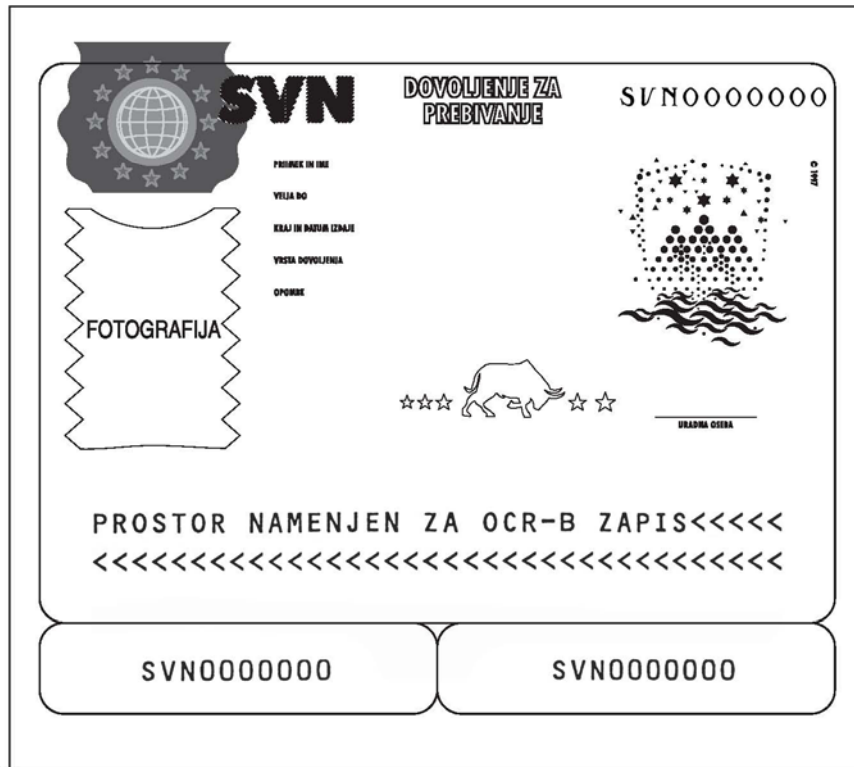 SVN
DOVOLJENJE ZA
PREBIVANJE
SVN0000000
© 1997
PRIIMEK IN IME
VELJA DO
KRAJ IN DATUM IZDAJE
VRSTA DOVOLJENJA
OPOMBE
FOTOGRAFIJA
URADNA OSEBA
PROSTOR NAMENJEN ZA OCR-B ZAPIS<<<<<
<<<<<<<<<<<<<<<<<<<<<<<<<<<<<<<<<<<<
SVN0000000
SVN0000000